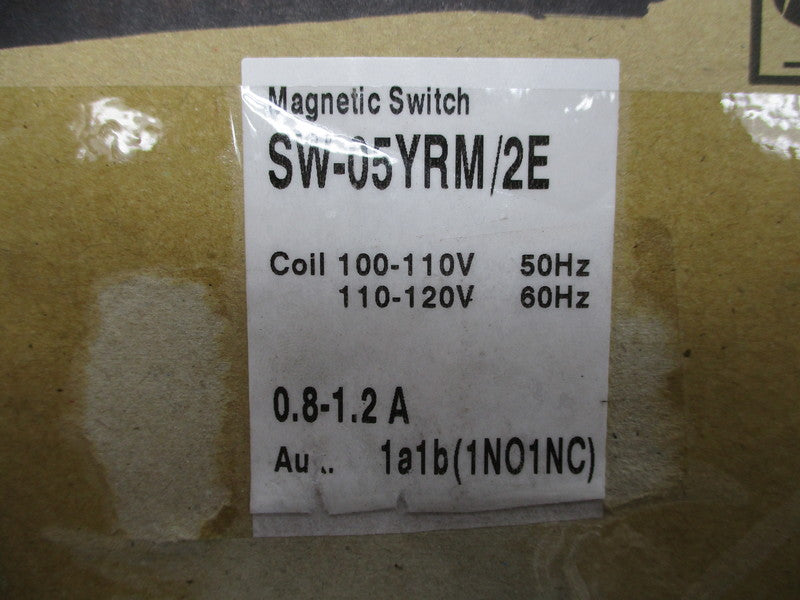 Magnetic Switch
SW-05YRM/2E
Coil 100-110V 50Hz
110-120V 60Hz
0.8-1.2 A
1a1b(1NO1NC)